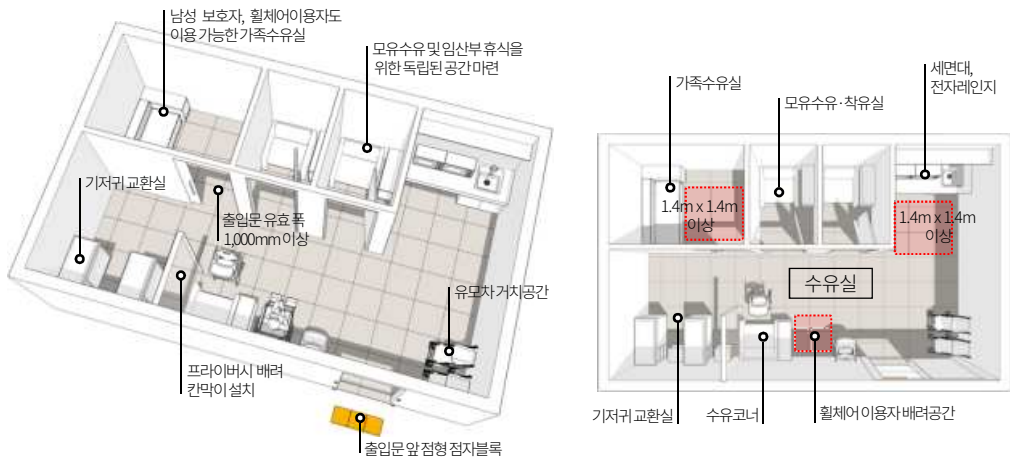 남성 보호자, 휠체어이용자도
이용 가능한 가족수유실
모유수유 및 임산부 휴식을
위한 독립된 공간 마련
기저귀 교환실
출입문 유효 폭
1,000mm 이상
유모차 거치공간
프라이버시 배려
칸막이 설치
출입문 앞 점형 점자블록
가족수유실
모유수유·착유실
세면대,
전자레인지
1.4m x 1.4m
이상
1.4m x 1.4m
이상
수유실
기저귀 교환실
수유코너
휠체어 이용자 배려공간